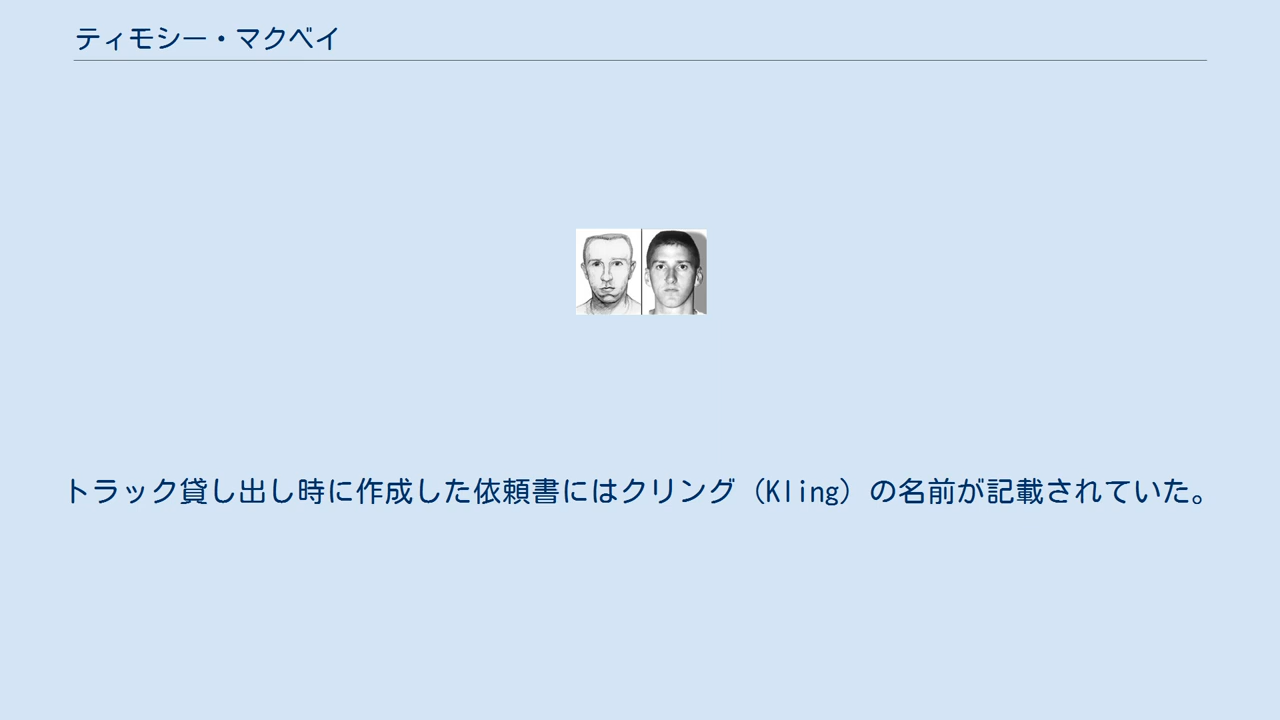 ティモシー・マクベイ
トラック貸し出し時に作成した依頼書にはクリング（Kling）の名前が記載されていた。